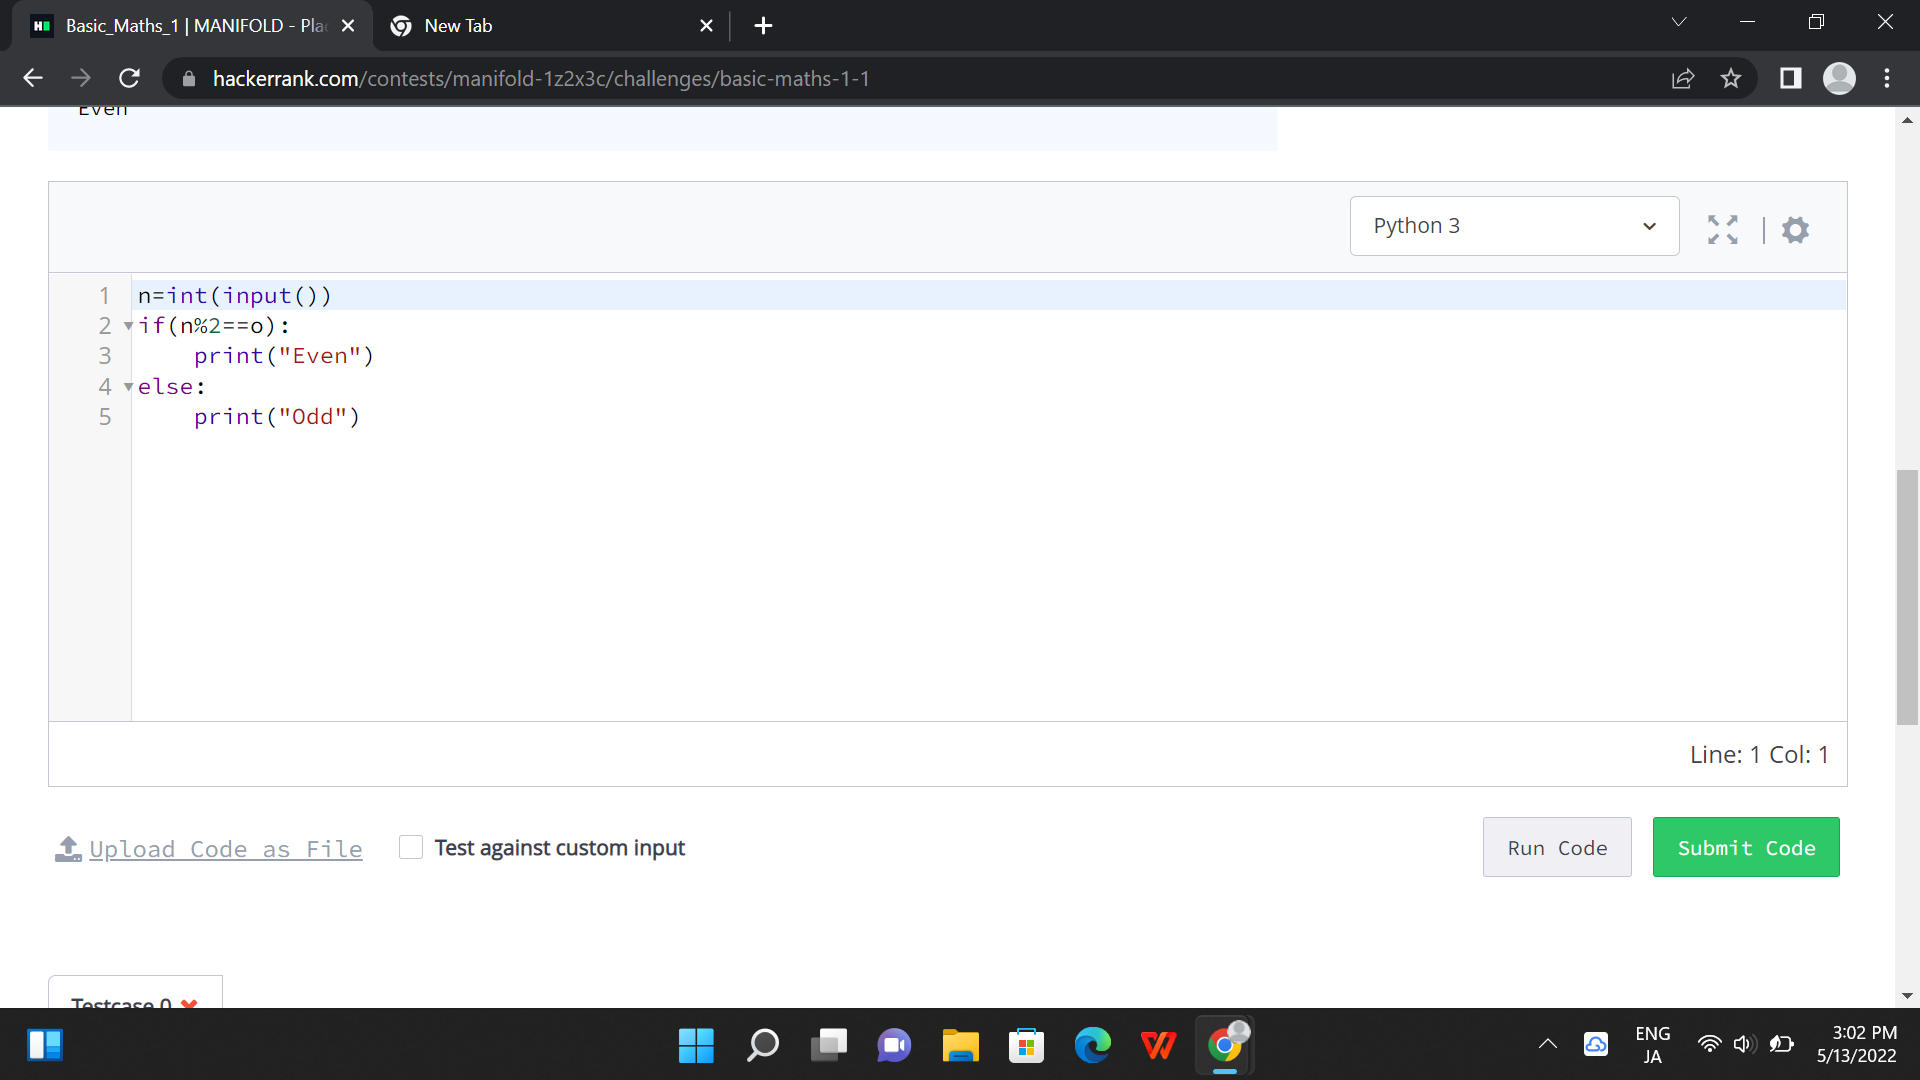 Basic_Maths_1 | MANIFOLD - Pla
New Tab
hackerrank.com/contests/manifold-1z2x3c/challenges/basic-maths-1-1
Even
Python 3
1 n=int(input())
2 if(n%2==o):
3 print("Even")
4 else:
5 print("Odd")
Line: 1 Col: 1
Upload Code as File
Test against custom input
Run Code
Submit Code
Testcase 0
ENG
JA
3:02 PM
5/13/2022